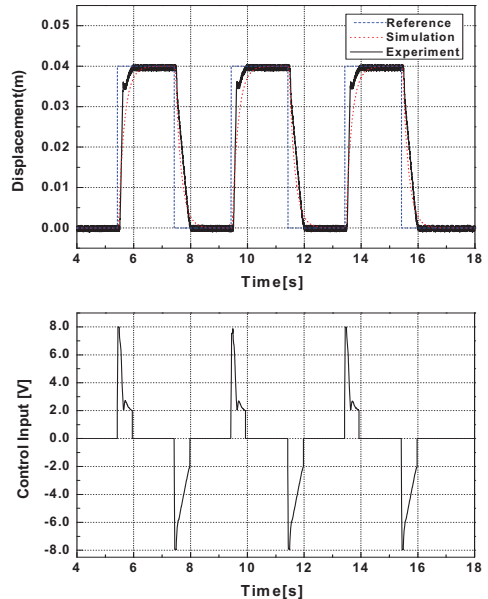 Reference
Simulation
Experiment
0.05
0.04
0.03
0.02
0.01
0.00
Displacement(m)
4 6 8 10 12 14 16 18
Time[s]
8.0
6.0
4.0
2.0
0.0
-2.0
-4.0
-6.0
-8.0
Control Input [V]
4 6 8 10 12 14 16 18
Time[s]